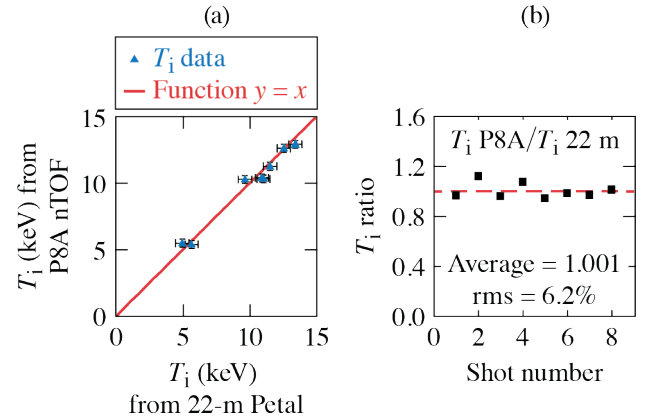 (a)
Ti data
Function y = x
15
10
5
0
0 5 10 15
Ti (keV) from
P8A nTOF
Ti (keV)
from 22-m Petal
(b)
1.6
1.2
0.8
0.4
0.0
Ti P8A/Ti 22 m
Average = 1.001
rms = 6.2%
0 2 4 6 8
Ti ratio
Shot number